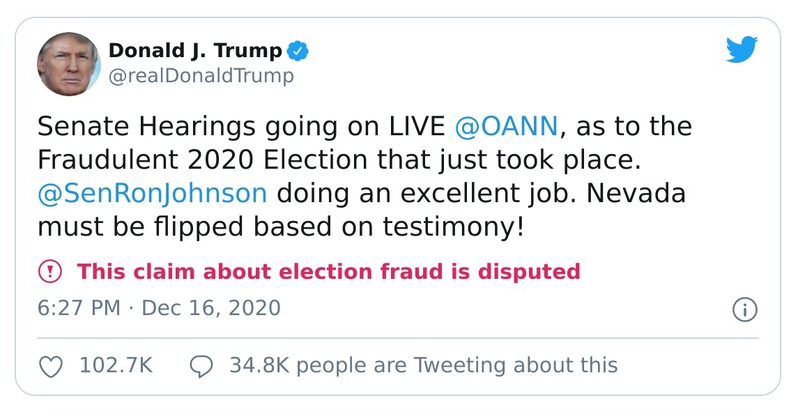 Donald J. Trump
@realDonaldTrump
Senate Hearings going on LIVE @OANN, as to the
Fraudulent 2020 Election that just took place.
@SenRonJohnson doing an excellent job. Nevada
must be flipped based on testimony!
This claim about election fraud is disputed
6:27 PM · Dec 16, 2020
102.7K 34.8K people are Tweeting about this